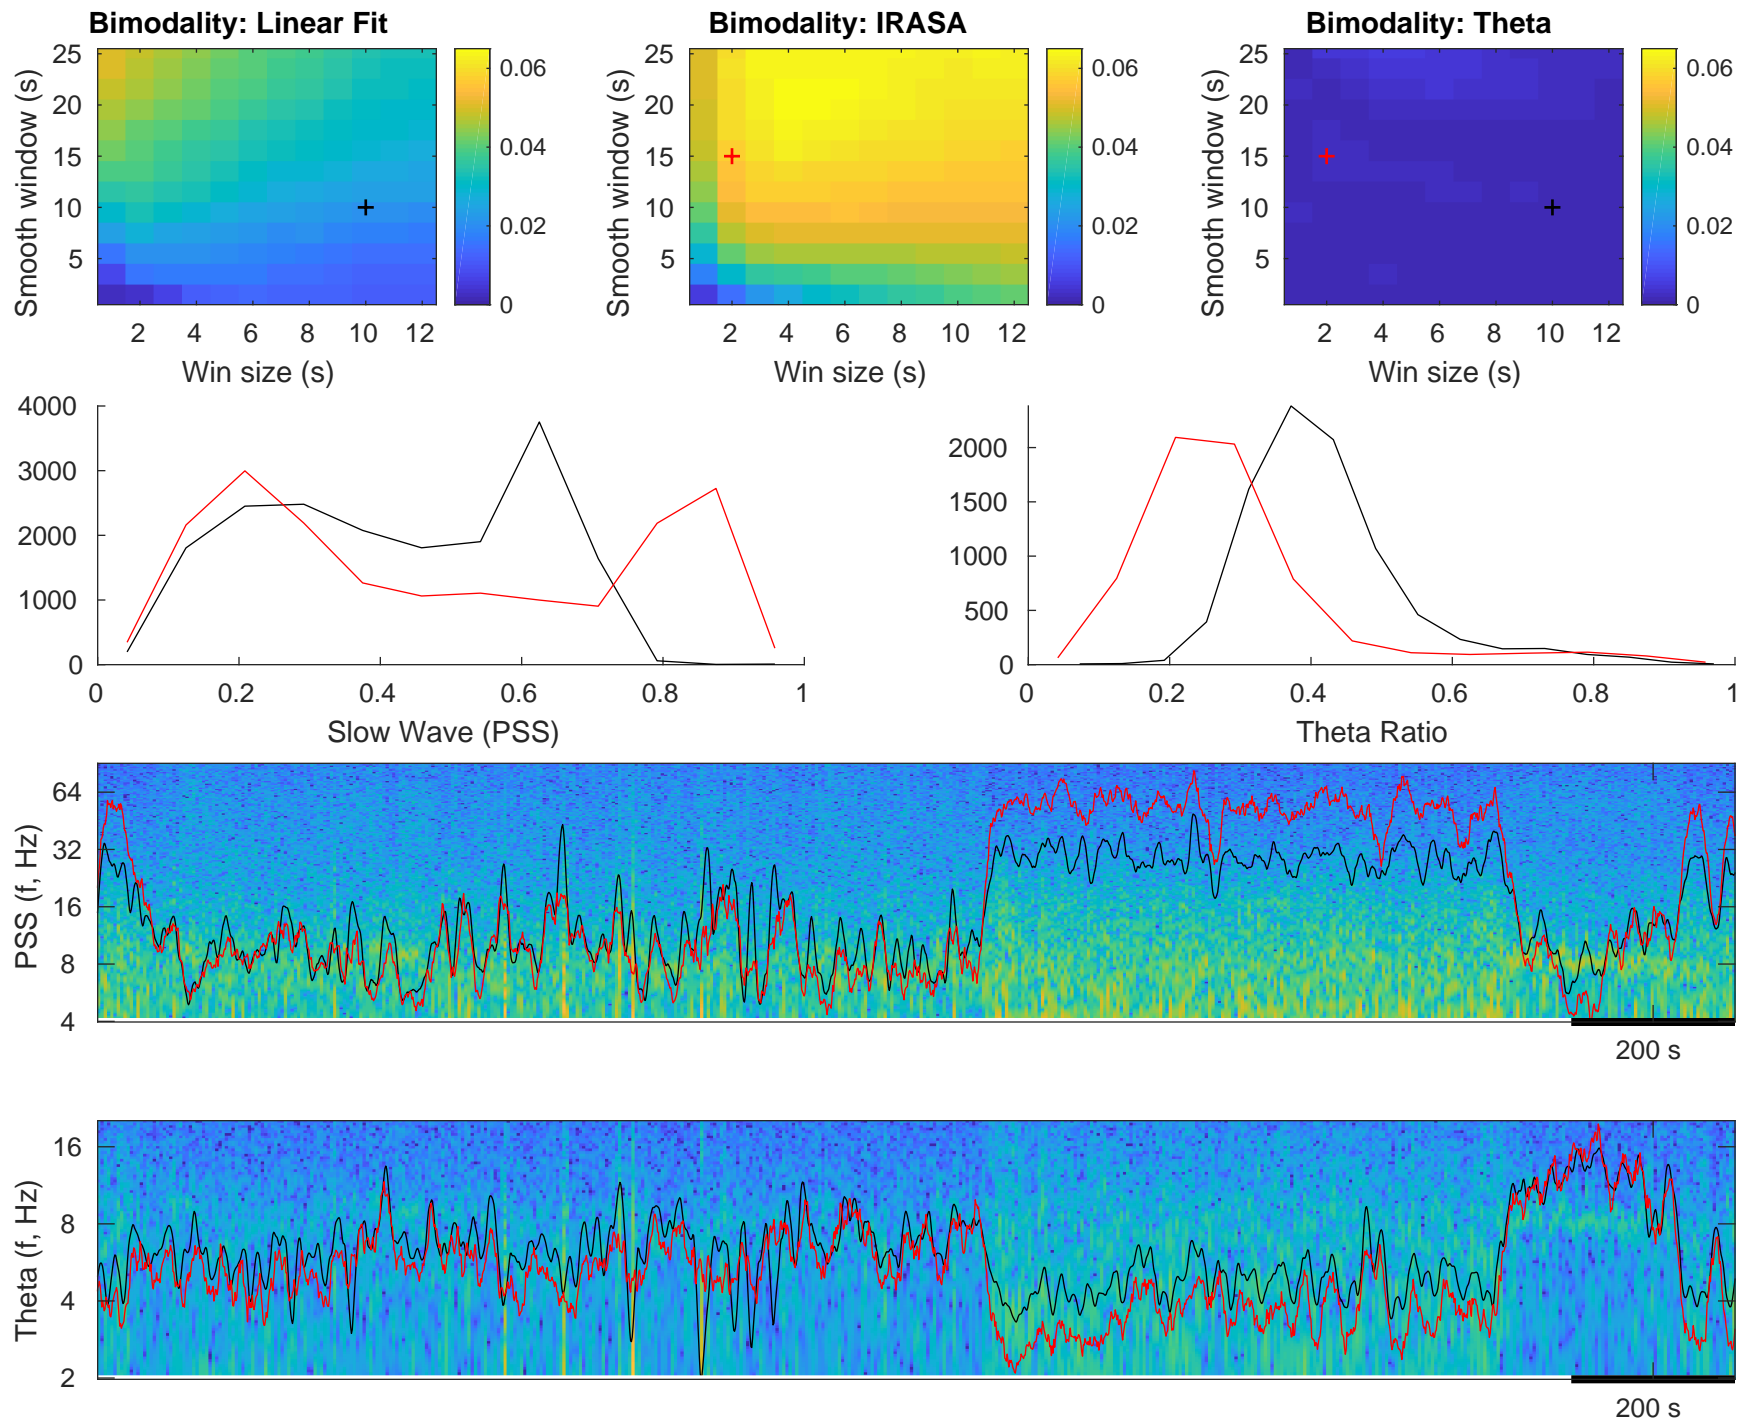 Bimodality: Linear Fit
Bimodality: IRASA
Bimodality: Theta
Smooth window (s)
25
20
15
10
5
2 4 6 8 10 12
Win size (s)
0.06
0.04
0.02
0
Smooth window (s)
25
20
15
10
5
2 4 6 8 10 12
Win size (s)
0.06
0.04
0.02
0
Smooth window (s)
25
20
15
10
5
2 4 6 8 10 12
Win size (s)
0.06
0.04
0.02
0
4000
3000
2000
1000
0
0 0.2 0.4 0.6 0.8 1
Slow Wave (PSS)
2000
1500
1000
500
0
0 0.2 0.4 0.6 0.8 1
Theta Ratio
PSS (f, Hz)
64
32
16
8
4
200 s
Theta (f, Hz)
16
8
4
2
200 s